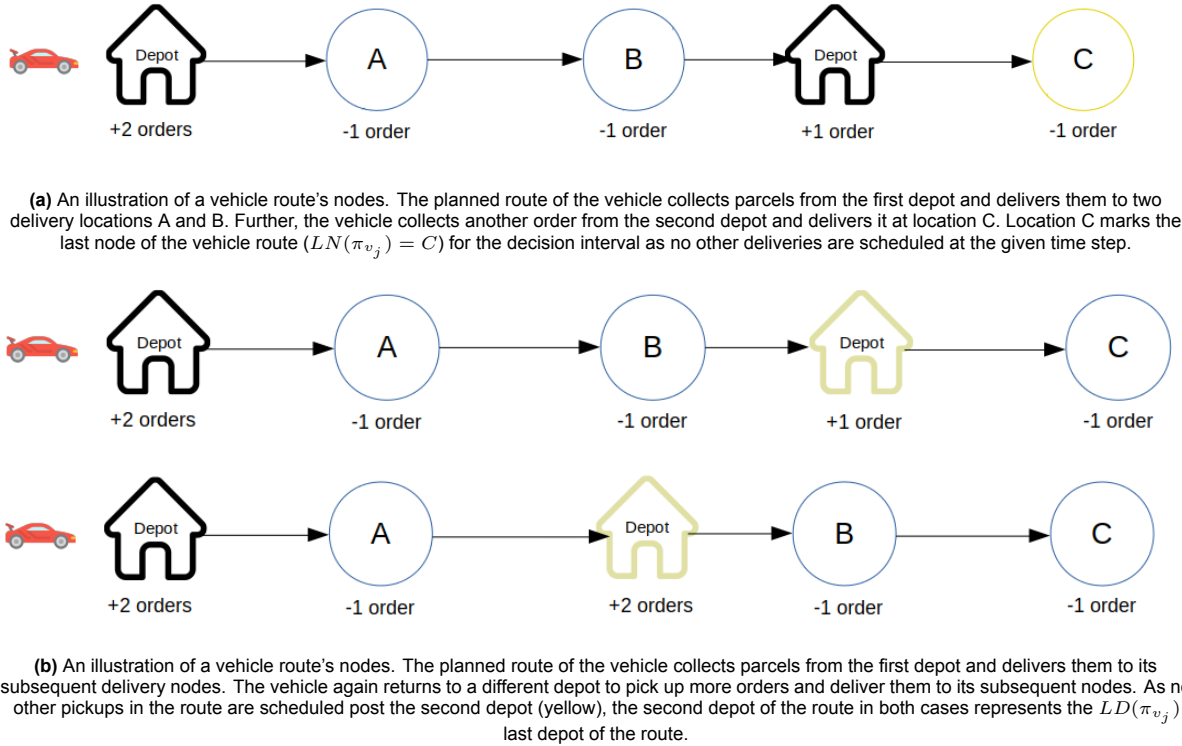 Depot A B Depot C
+2 orders -1 order -1 order +1 order -1 order
(a) An illustration of a vehicle route's nodes. The planned route of the vehicle collects parcels from the first depot and delivers them to two
delivery locations A and B. Further, the vehicle collects another order from the second depot and delivers it at location C. Location C marks the
last node of the vehicle route (LN(π_{v_j}) = C) for the decision interval as no other deliveries are scheduled at the given time step.
Depot A B Depot C
+2 orders -1 order -1 order +1 order -1 order
Depot A Depot B C
+2 orders -1 order +2 orders -1 order -1 order
(b) An illustration of a vehicle route's nodes. The planned route of the vehicle collects parcels from the first depot and delivers them to its
subsequent delivery nodes. The vehicle again returns to a different depot to pick up more orders and deliver them to its subsequent nodes. As
other pickups in the route are scheduled post the second depot (yellow), the second depot of the route in both cases represents the LD(π_{v_j})
last depot of the route.